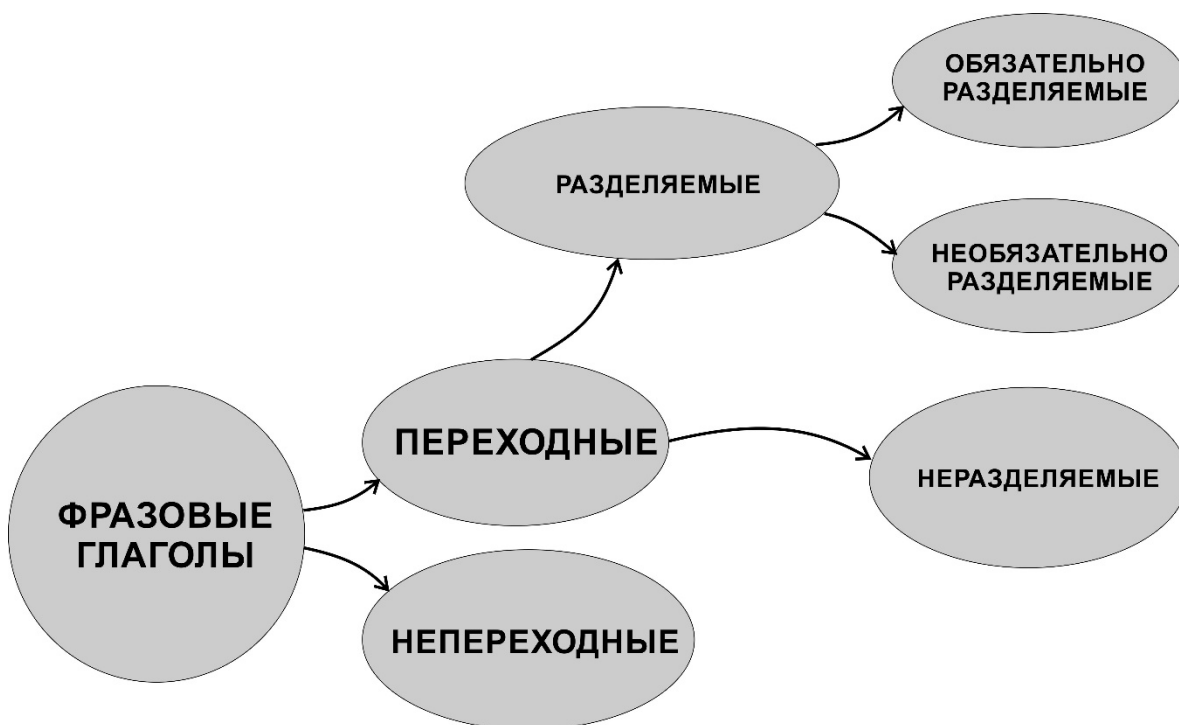 ФРАЗОВЫЕ
ГЛАГОЛЫ
ПЕРЕХОДНЫЕ
НЕПЕРЕХОДНЫЕ
РАЗДЕЛЯЕМЫЕ
ОБЯЗАТЕЛЬНО
РАЗДЕЛЯЕМЫЕ
НЕОБЯЗАТЕЛЬНО
РАЗДЕЛЯЕМЫЕ
НЕРАЗДЕЛЯЕМЫЕ